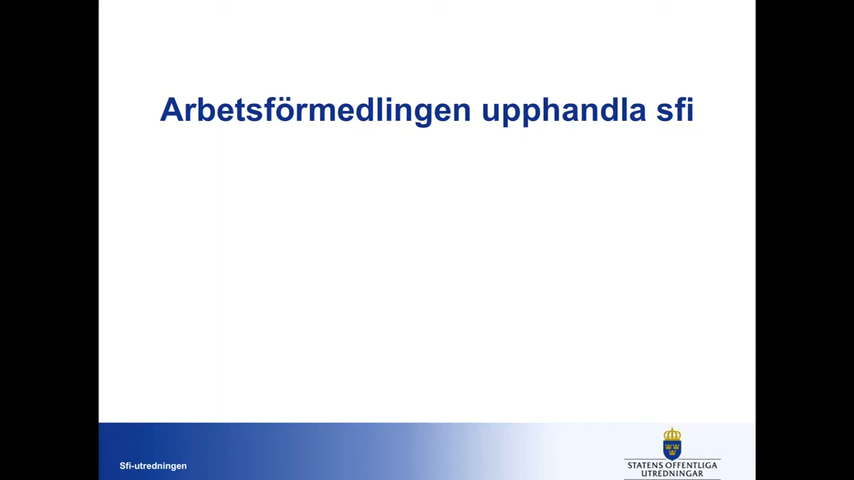 Arbetsförmedlingen upphandla sfi
Sfi-utredningen
STATENS OFFENTLIGA
UTREDNINGAR